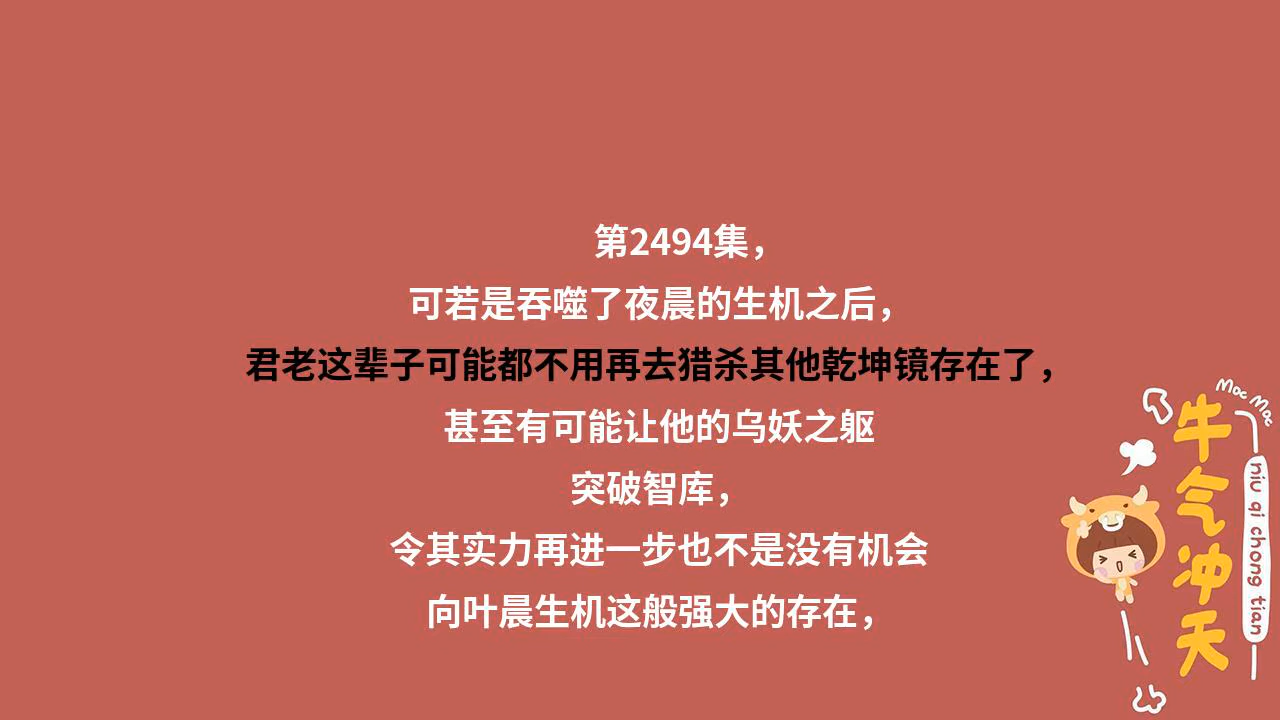 第2494集，
可若是吞噬了夜晨的生机之后，
君老这辈子可能都不用再去猎杀其他乾坤镜存在了，
甚至有可能让他的乌妖之躯
突破智库，
令其实力再进一步也不是没有机会
向叶晨生机这般强大的存在，
Moc Moc
牛气冲天
niu qi chong tian